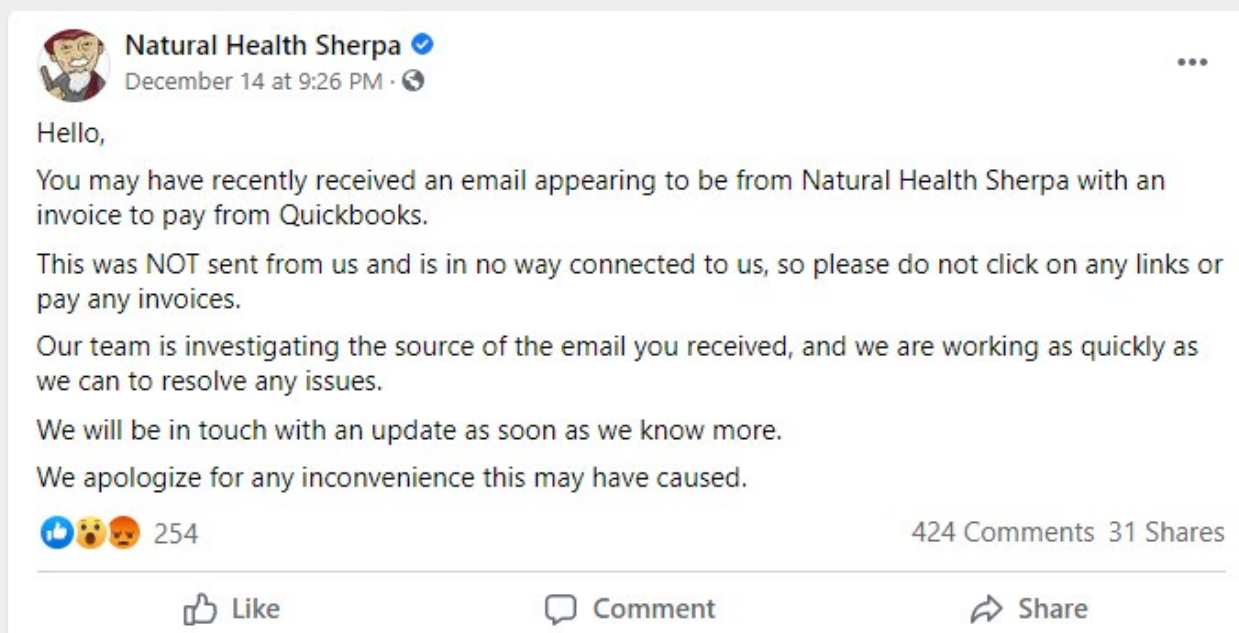 Natural Health Sherpa
December 14 at 9:26 PM ·
Hello,
You may have recently received an email appearing to be from Natural Health Sherpa with an
invoice to pay from Quickbooks.
This was NOT sent from us and is in no way connected to us, so please do not click on any links or
pay any invoices.
Our team is investigating the source of the email you received, and we are working as quickly as
we can to resolve any issues.
We will be in touch with an update as soon as we know more.
We apologize for any inconvenience this may have caused.
254 424 Comments 31 Shares
Like Comment Share